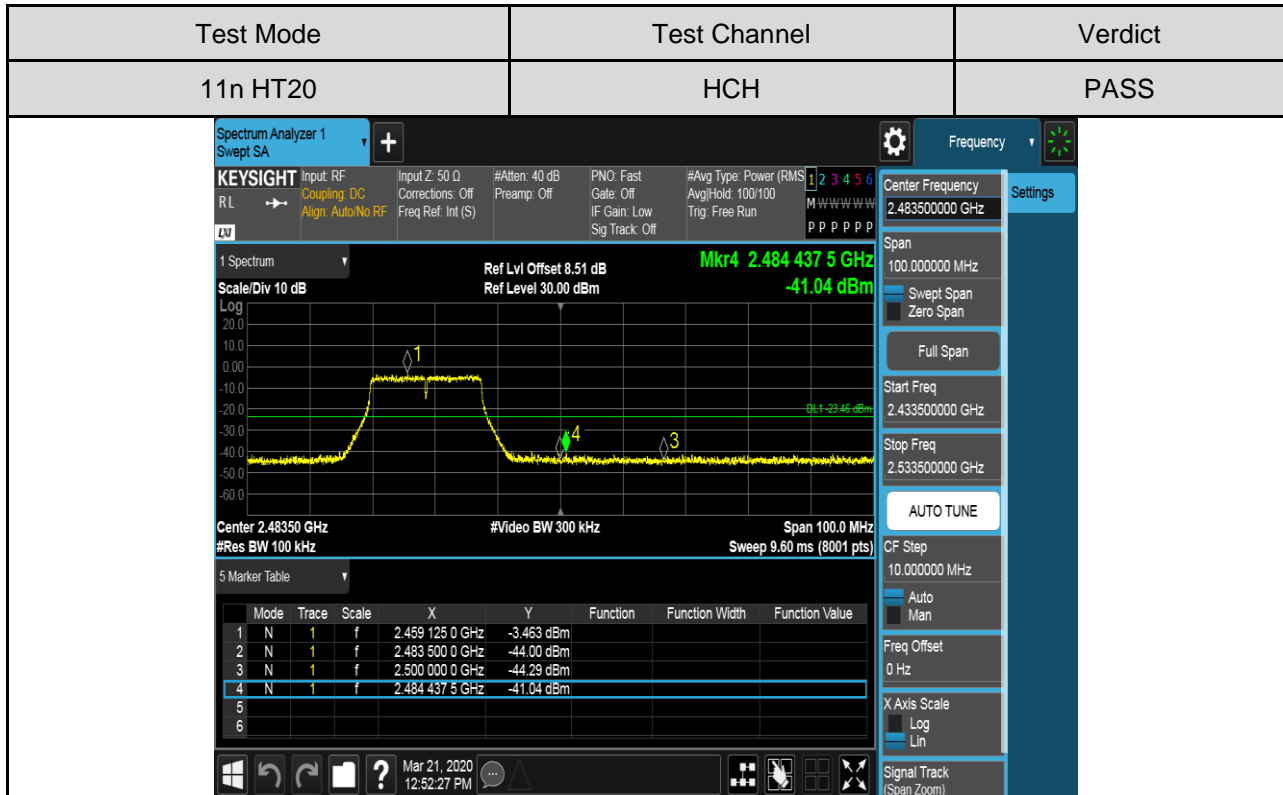 Test Mode Test Channel Verdict
11n HT20 HCH PASS
Spectrum Analyzer 1
Swept SA
+
Frequency
KEYSIGHT
RL
LXI
Input: RF
Coupling: DC
Align: Auto/No RF
Input Z: 50 Ω
Corrections: Off
Freq Ref: Int (S)
#Atten: 40 dB
Preamp: Off
PNO: Fast
Gate: Off
IF Gain: Low
Sig Track: Off
#Avg Type: Power (RMS
Avg|Hold: 100/100
Trig: Free Run
1 2 3 4 5 6
M W W W W W
P P P P P P
1 Spectrum
Scale/Div 10 dB
Ref Lvl Offset 8.51 dB
Ref Level 30.00 dBm
Mkr4 2.484 437 5 GHz
-41.04 dBm
Log
20.0
10.0
0.00
-10.0
-20.0
-30.0
-40.0
-50.0
-60.0
1
4
3
DL1 -23.46 dBm
Center 2.48350 GHz
#Res BW 100 kHz
#Video BW 300 kHz
Span 100.0 MHz
Sweep 9.60 ms (8001 pts)
5 Marker Table
Mode Trace Scale X Y Function Function Width Function Value
1 N 1 f 2.459 125 0 GHz -3.463 dBm
2 N 1 f 2.483 500 0 GHz -44.00 dBm
3 N 1 f 2.500 000 0 GHz -44.29 dBm
4 N 1 f 2.484 437 5 GHz -41.04 dBm
5
6
?
Mar 21, 2020
12:52:27 PM
Center Frequency
2.483500000 GHz
Settings
Span
100.000000 MHz
Swept Span
Zero Span
Full Span
Start Freq
2.433500000 GHz
Stop Freq
2.533500000 GHz
AUTO TUNE
CF Step
10.000000 MHz
Auto
Man
Freq Offset
0 Hz
X Axis Scale
Log
Lin
Signal Track
(Span Zoom)